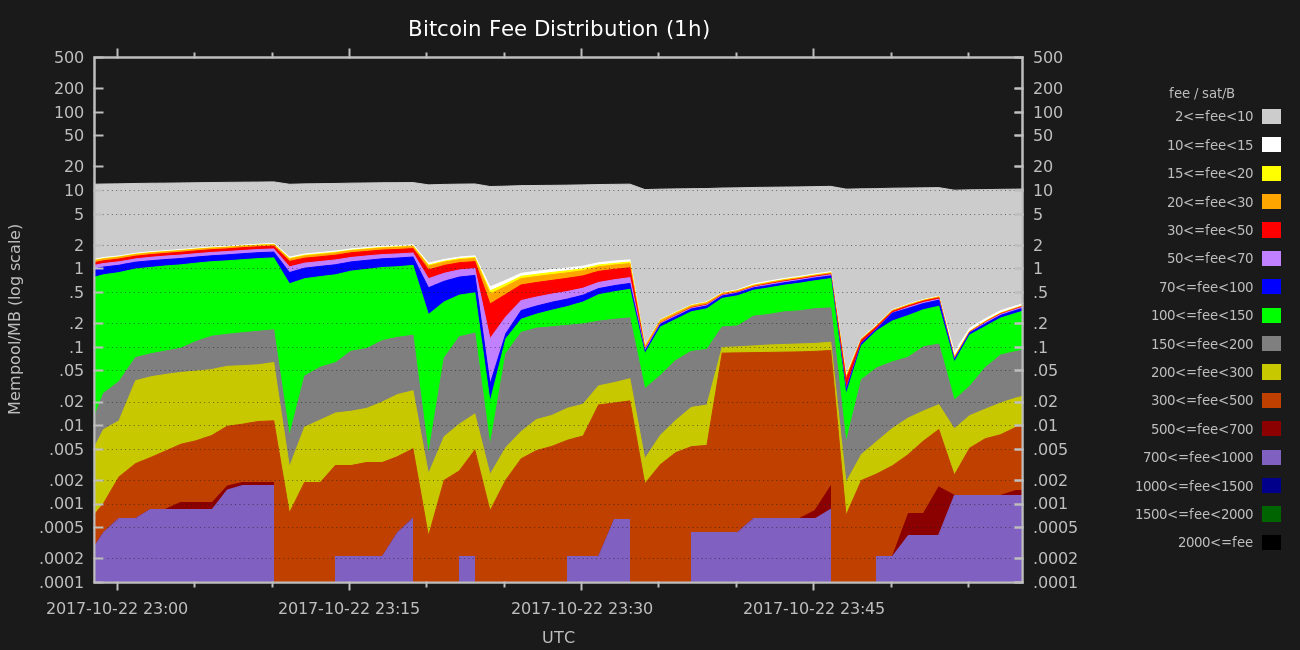 Bitcoin Fee Distribution (1h)
500 500
200 200
100 100
50 50
20 20
10 10
5 5
2 2
1 1
.5 .5
.2 .2
.1 .1
.05 .05
.02 .02
.01 .01
.005 .005
.002 .002
.001 .001
.0005 .0005
.0002 .0002
.0001 .0001
Mempool/MB (log scale)
2017-10-22 23:00 2017-10-22 23:15 2017-10-22 23:30 2017-10-22 23:45
UTC
fee / sat/B
2<=fee<10
10<=fee<15
15<=fee<20
20<=fee<30
30<=fee<50
50<=fee<70
70<=fee<100
100<=fee<150
150<=fee<200
200<=fee<300
300<=fee<500
500<=fee<700
700<=fee<1000
1000<=fee<1500
1500<=fee<2000
2000<=fee